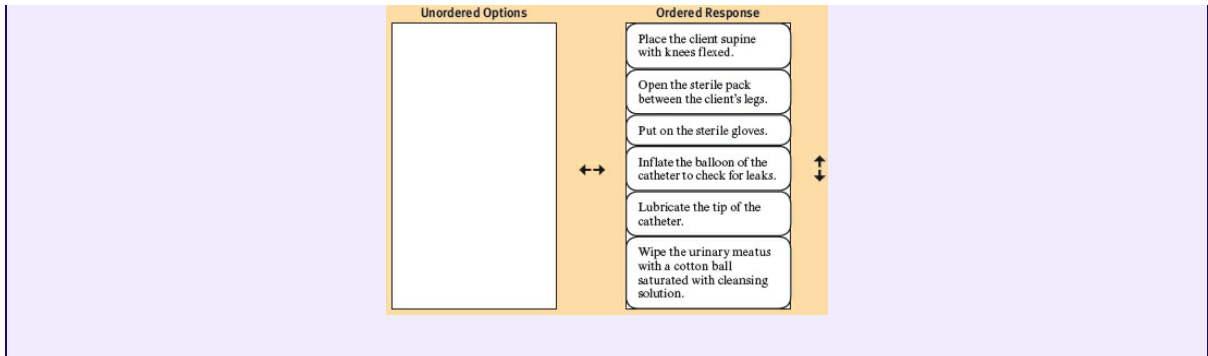 Unordered Options
Ordered Response
Place the client supine
with knees flexed.
Open the sterile pack
between the client's legs.
Put on the sterile gloves.
Inflate the balloon of the
catheter to check for leaks.
Lubricate the tip of the
catheter.
Wipe the urinary meatus
with a cotton ball
saturated with cleansing
solution.